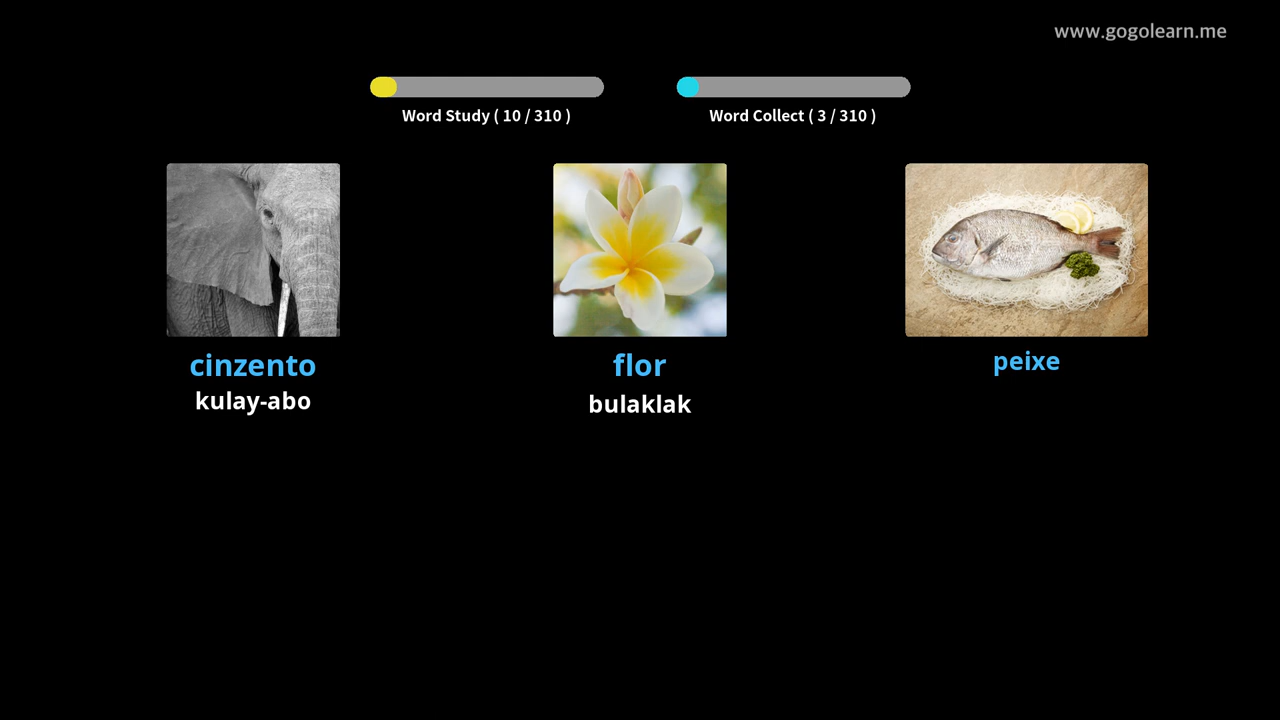 www.gogolearn.me
Word Study ( 10 / 310 )
Word Collect ( 3 / 310 )
cinzento
kulay-abo
flor
bulaklak
peixe